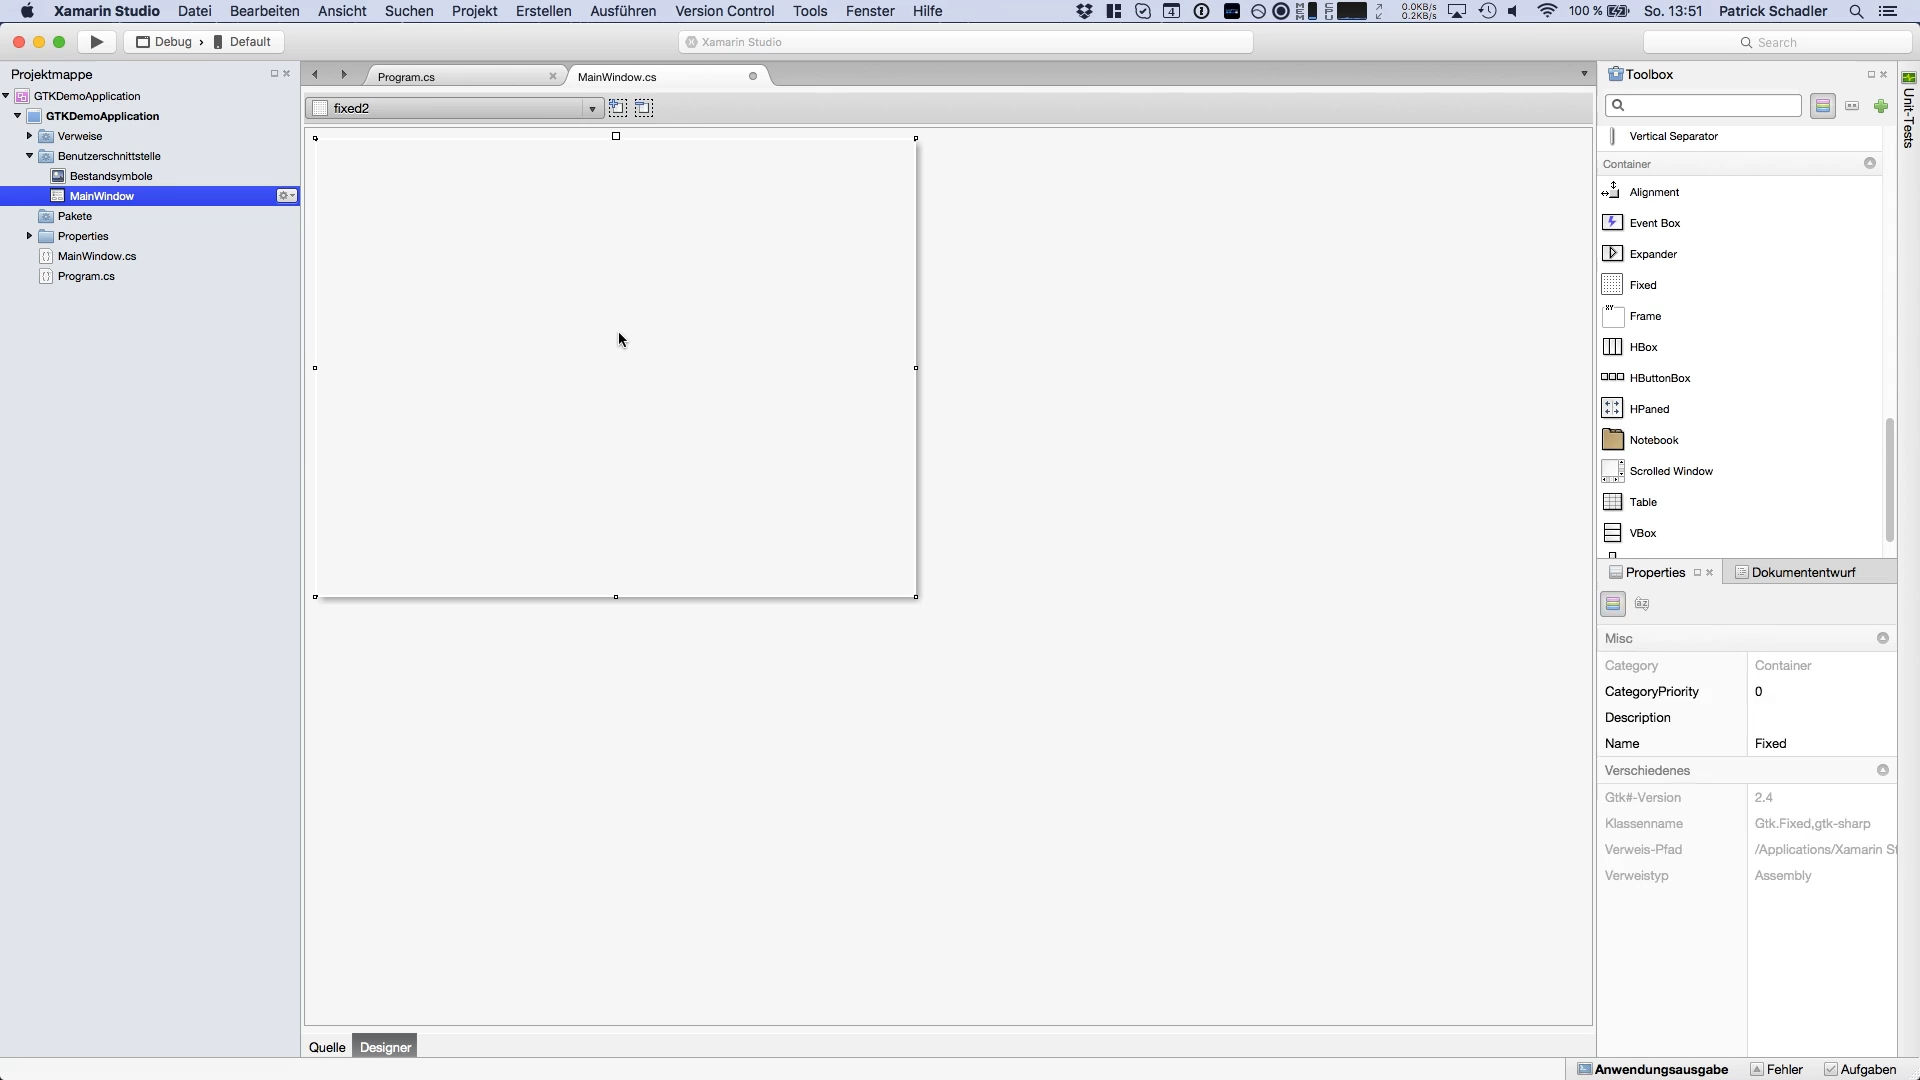 Xamarin Studio Datei Bearbeiten Ansicht Suchen Projekt Erstellen Ausführen Version Control Tools Fenster Hilfe 4 0.0KB/s 0.2KB/s 100 % So. 13:51 Patrick Schadler
Debug › Default
Xamarin Studio
Search
Projektmappe
GTKDemoApplication
GTKDemoApplication
Verweise
Benutzerschnittstelle
Bestandsymbole
MainWindow
Pakete
Properties
MainWindow.cs
Program.cs
Program.cs
MainWindow.cs
fixed2
Quelle
Designer
Toolbox
Vertical Separator
Container
Alignment
Event Box
Expander
Fixed
Frame
HBox
HButtonBox
HPaned
Notebook
Scrolled Window
Table
VBox
Properties
Dokumententwurf
Misc
Category Container
CategoryPriority 0
Description
Name Fixed
Verschiedenes
Gtk#-Version 2.4
Klassenname Gtk.Fixed,gtk-sharp
Verweis-Pfad /Applications/Xamarin St
Verweistyp Assembly
Unit-Tests
Anwendungsausgabe
Fehler
Aufgaben